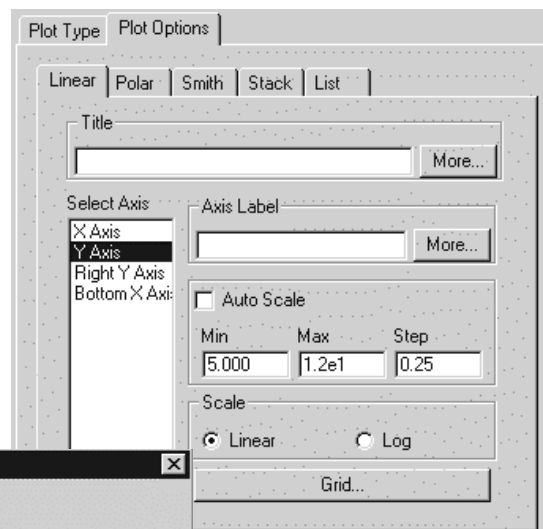 Plot Type Plot Options
Linear Polar Smith Stack List
Title
More...
Select Axis
X Axis
Y Axis
Right Y Axis
Bottom X Axi
Axis Label
More...
Auto Scale
Min Max Step
5.000 1.2e1 0.25
Scale
Linear Log
Grid...